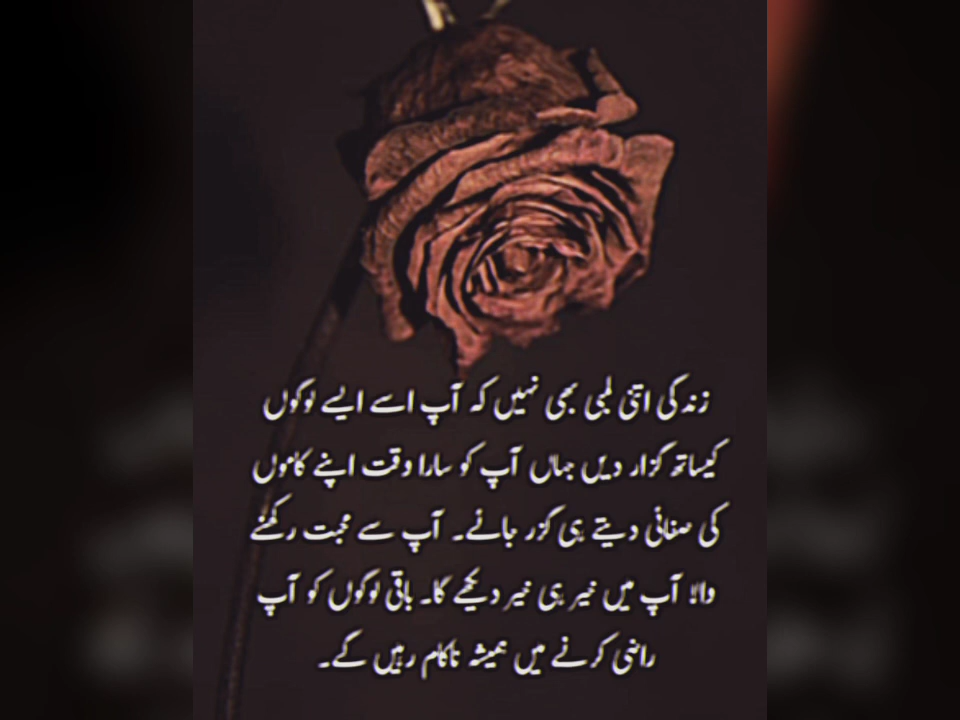 زندگی اتنی لمبی بھی نہیں کہ آپ اسے ایسے لوگوں
کیساتھ گزار دیں جہاں آپ کو سارا وقت اپنے کاموں
کی صفائی دیتے ہی گزر جائے۔ آپ سے محبت رکھنے
والا آپ میں خیر ہی خیر دیکھے گا۔ باقی لوگوں کو آپ
راضی کرنے میں ہمیشہ ناکام رہیں گے۔